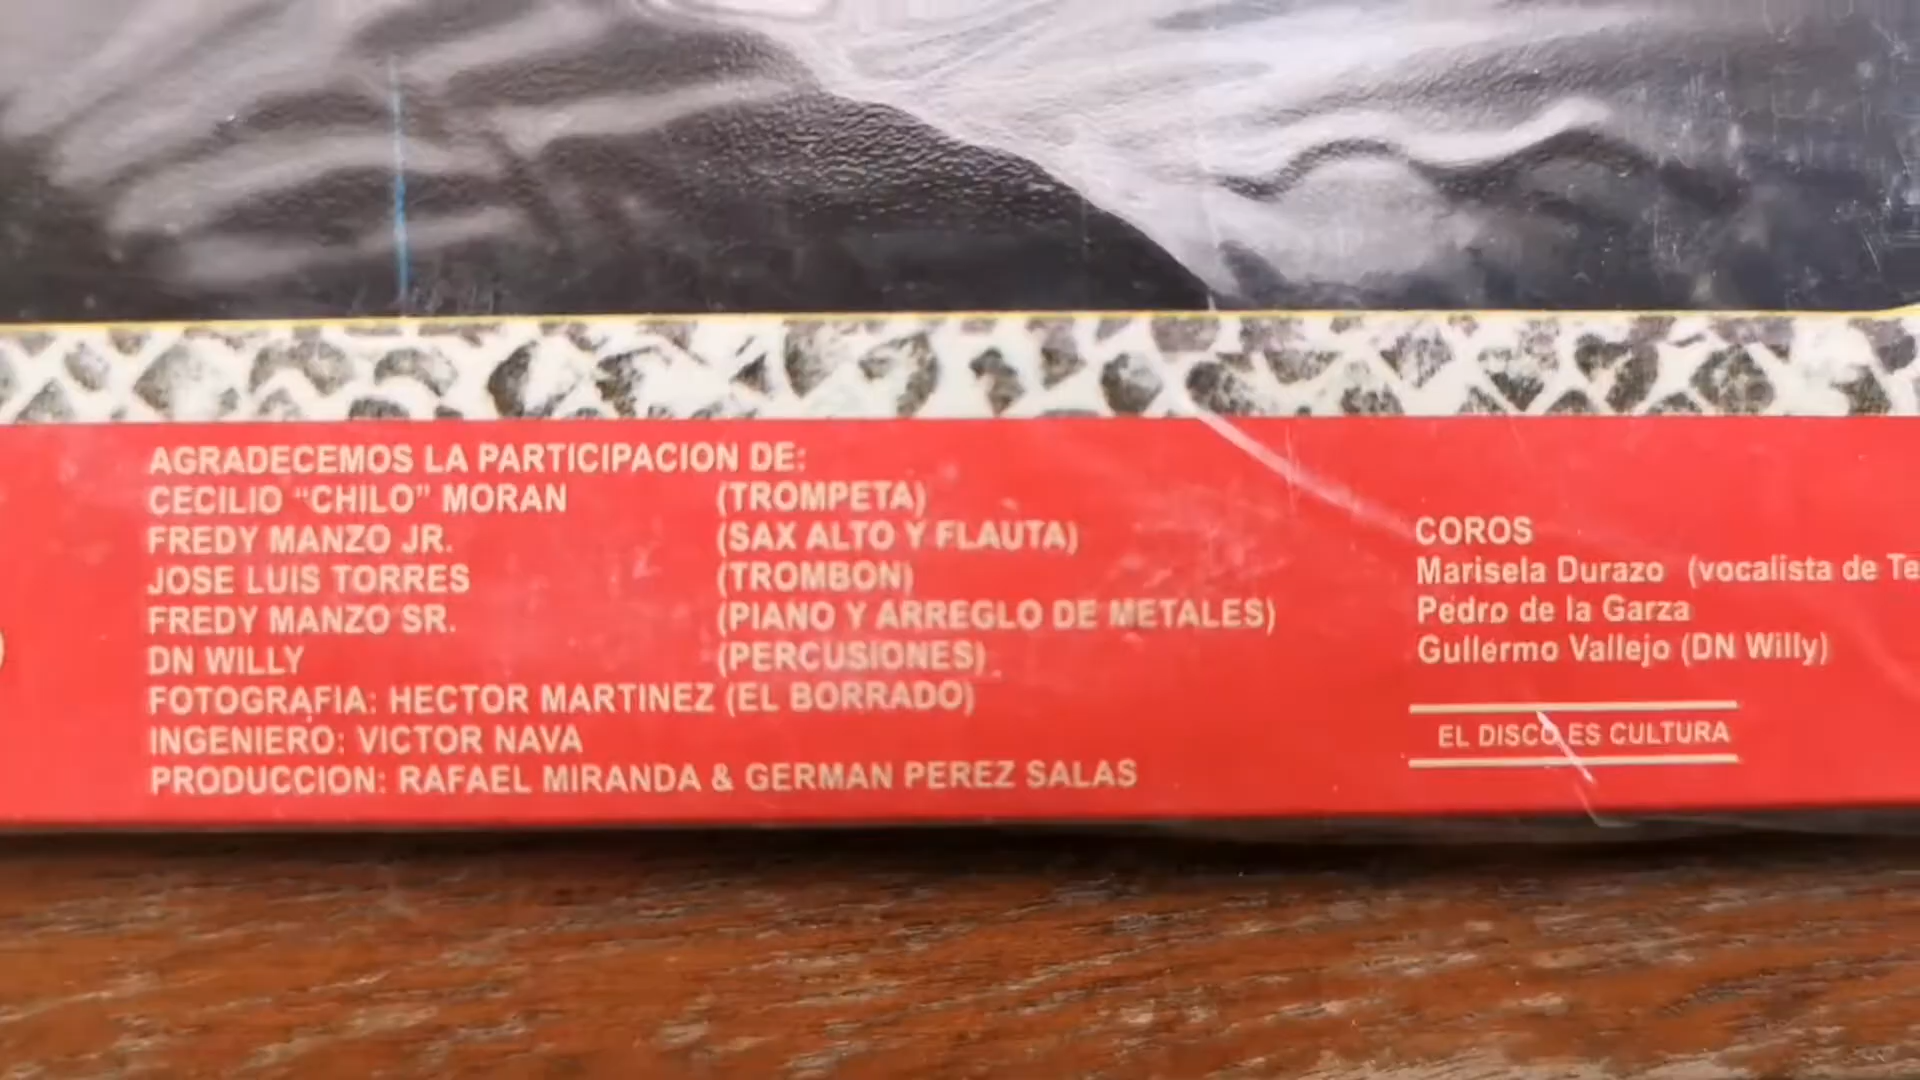 AGRADECEMOS LA PARTICIPACION DE:
CECILIO “CHILO” MORAN (TROMPETA)
FREDY MANZO JR. (SAX ALTO Y FLAUTA)
JOSE LUIS TORRES (TROMBON)
FREDY MANZO SR. (PIANO Y ARREGLO DE METALES)
DN WILLY (PERCUSIONES)
FOTOGRAFIA: HECTOR MARTINEZ (EL BORRADO)
INGENIERO: VICTOR NAVA
PRODUCCION: RAFAEL MIRANDA & GERMAN PEREZ SALAS
COROS
Marisela Durazo (vocalista de
Pedro de la Garza
Gullermo Vallejo (DN Willy)
EL DISCO ES CULTURA